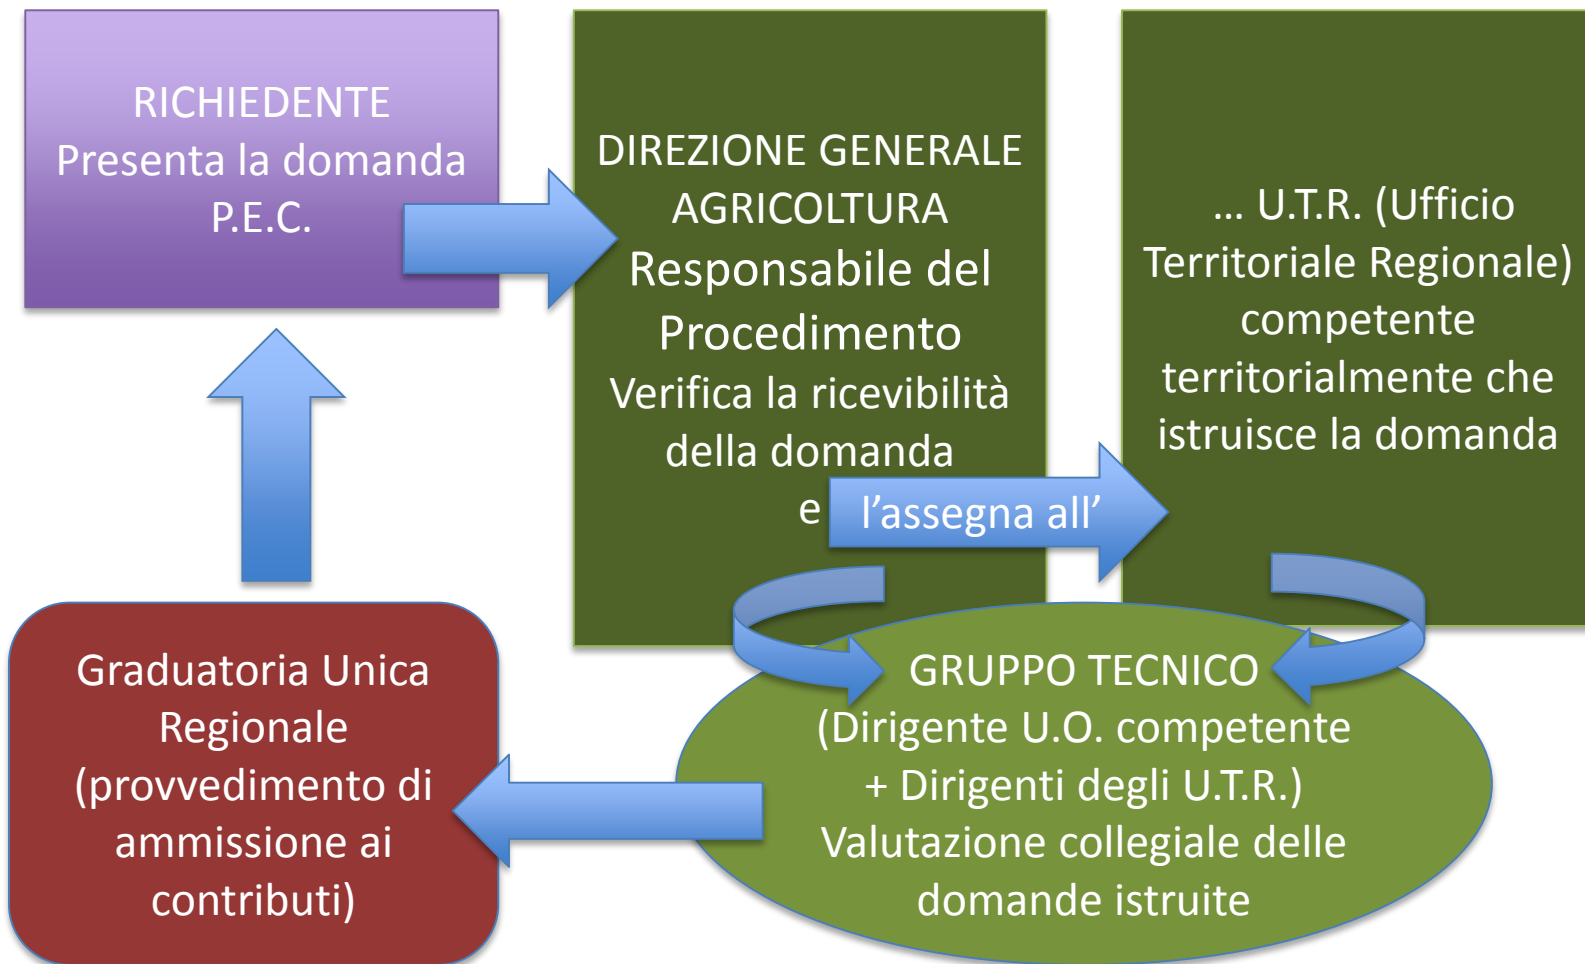 RICHIEDENTE
Presenta la domanda
P.E.C.
DIREZIONE GENERALE
AGRICOLTURA
Responsabile del
Procedimento
Verifica la ricevibilità
della domanda
e l’assegna all’
... U.T.R. (Ufficio
Territoriale Regionale)
competente
territorialmente che
istruisce la domanda
GRUPPO TECNICO
(Dirigente U.O. competente
+ Dirigenti degli U.T.R.)
Valutazione collegiale delle
domande istruite
Graduatoria Unica
Regionale
(provvedimento di
ammissione ai
contributi)